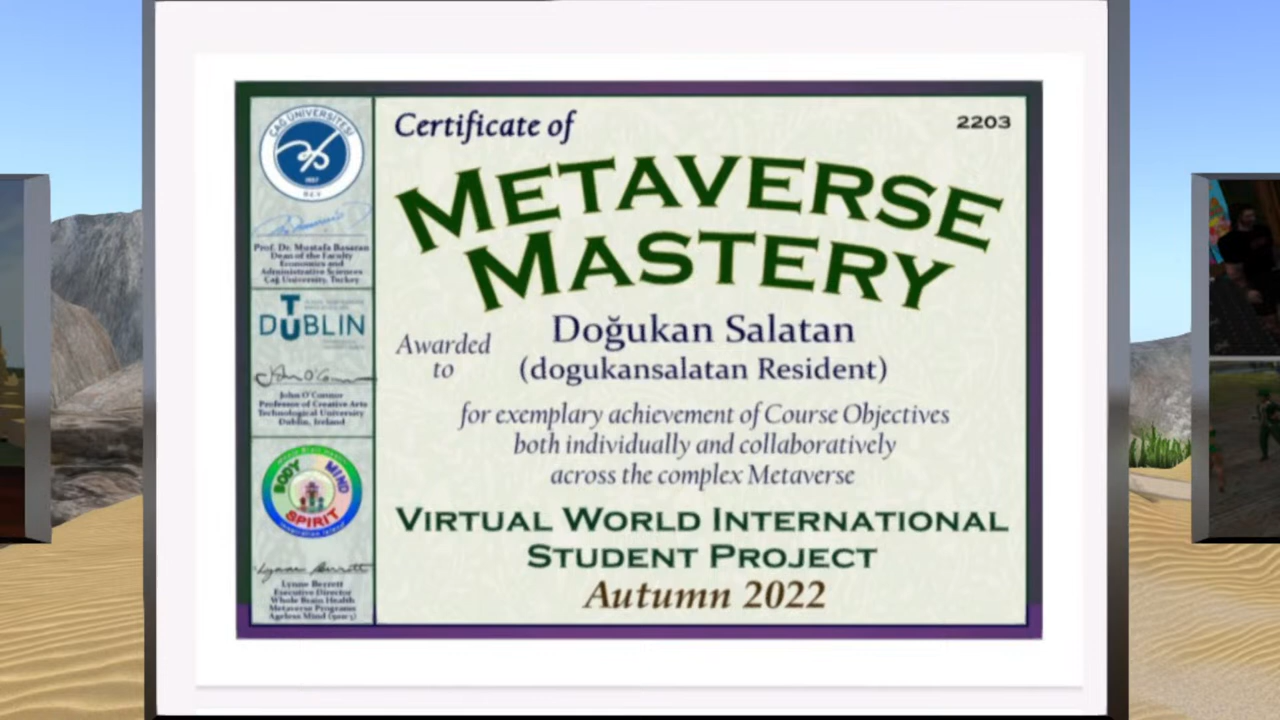 Certificate of
2203
METAVERSE
MASTERY
Awarded
to
Doğukan Salatan
(dogukansalatan Resident)
for exemplary achievement of Course Objectives
both individually and collaboratively
across the complex Metaverse
VIRTUAL WORLD INTERNATIONAL
STUDENT PROJECT
Autumn 2022
ÇAĞ ÜNİVERSİTESİ
1997
Prof. Dr. Mustafa Basaran
Dean of the Faculty
Economics and
Administrative Sciences
Cağ University, Turkey
TU
DUBLIN
John O'Connor
Professor of Creative Arts
Technological University
Dublin, Ireland
BODY
MIND
SPIRIT
Lynne Berrett
Executive Director
Whole Brain Health
Metaverse Programs
Ageless Mind (501c3)